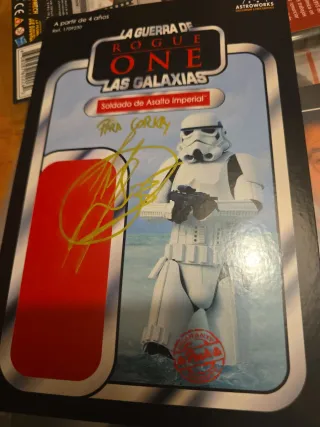 ASTROWORKS
A partir de 4 años
LA GUERRA DE
ROGUE
ONE
LAS GALAXIAS
Soldado de Asalto Imperial
PARA GORKA